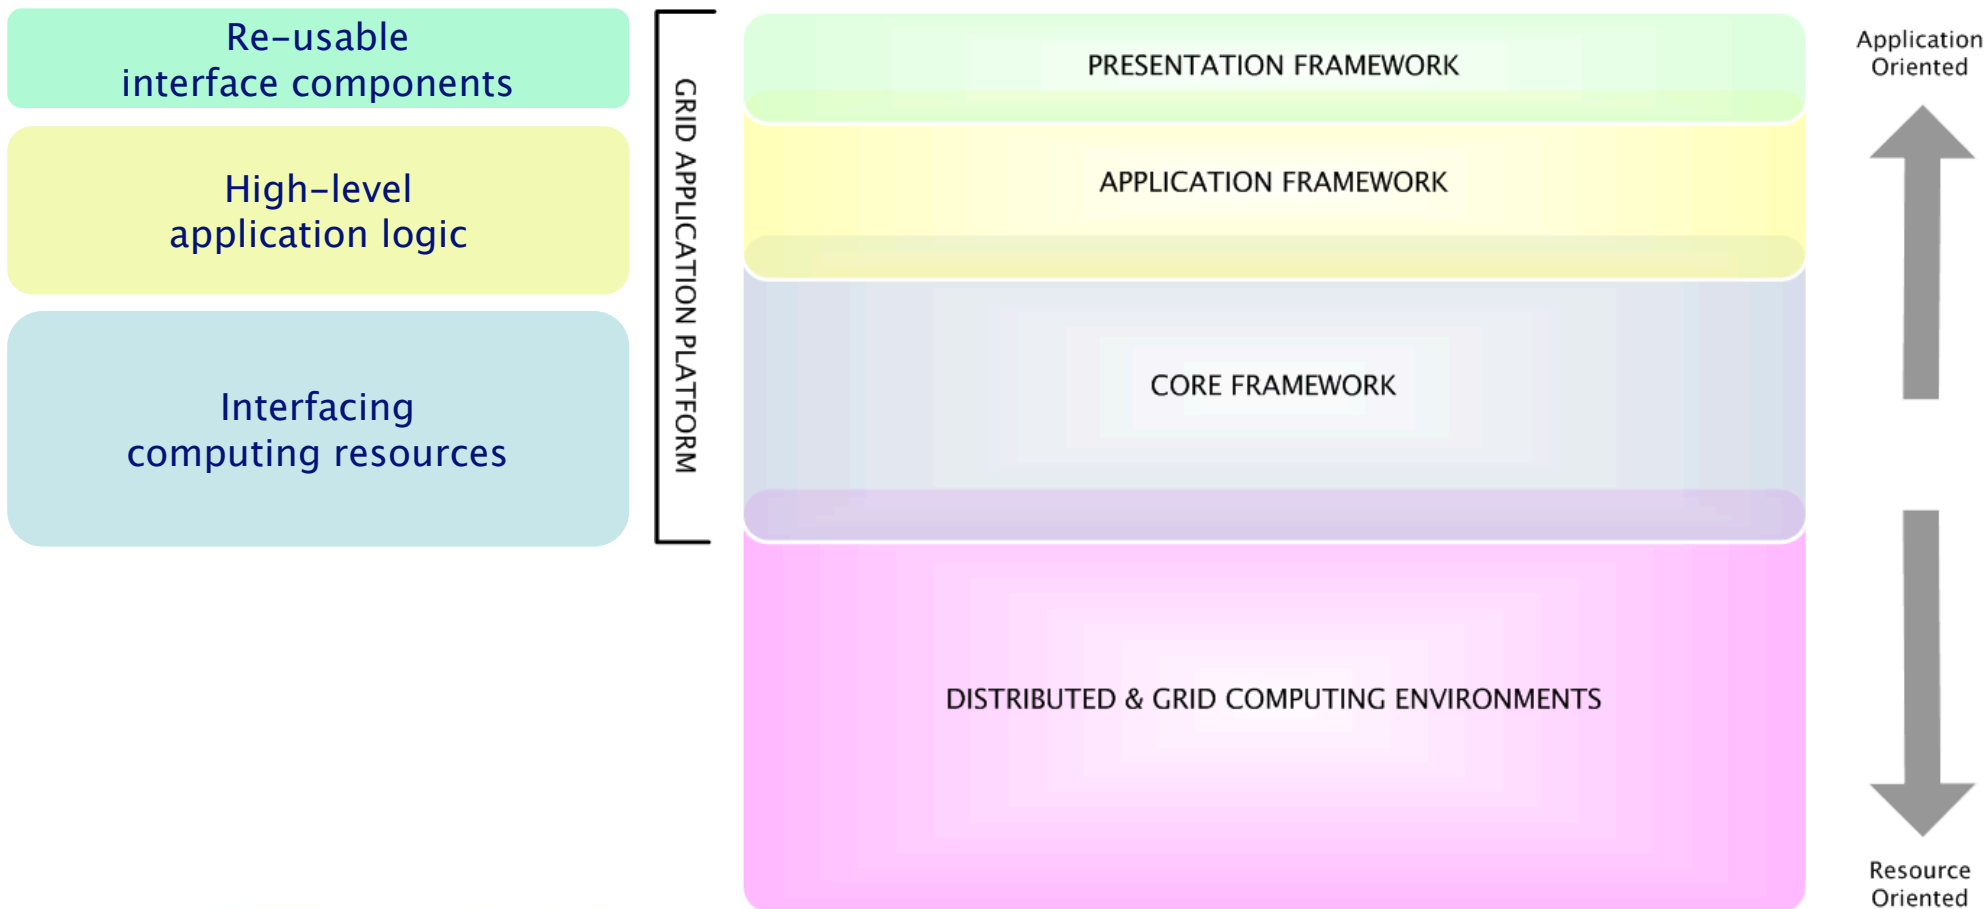 Re-usable
interface components
High-level
application logic
Interfacing
computing resources
GRID APPLICATION PLATFORM
PRESENTATION FRAMEWORK
APPLICATION FRAMEWORK
CORE FRAMEWORK
DISTRIBUTED & GRID COMPUTING ENVIRONMENTS
Application
Oriented
Resource
Oriented